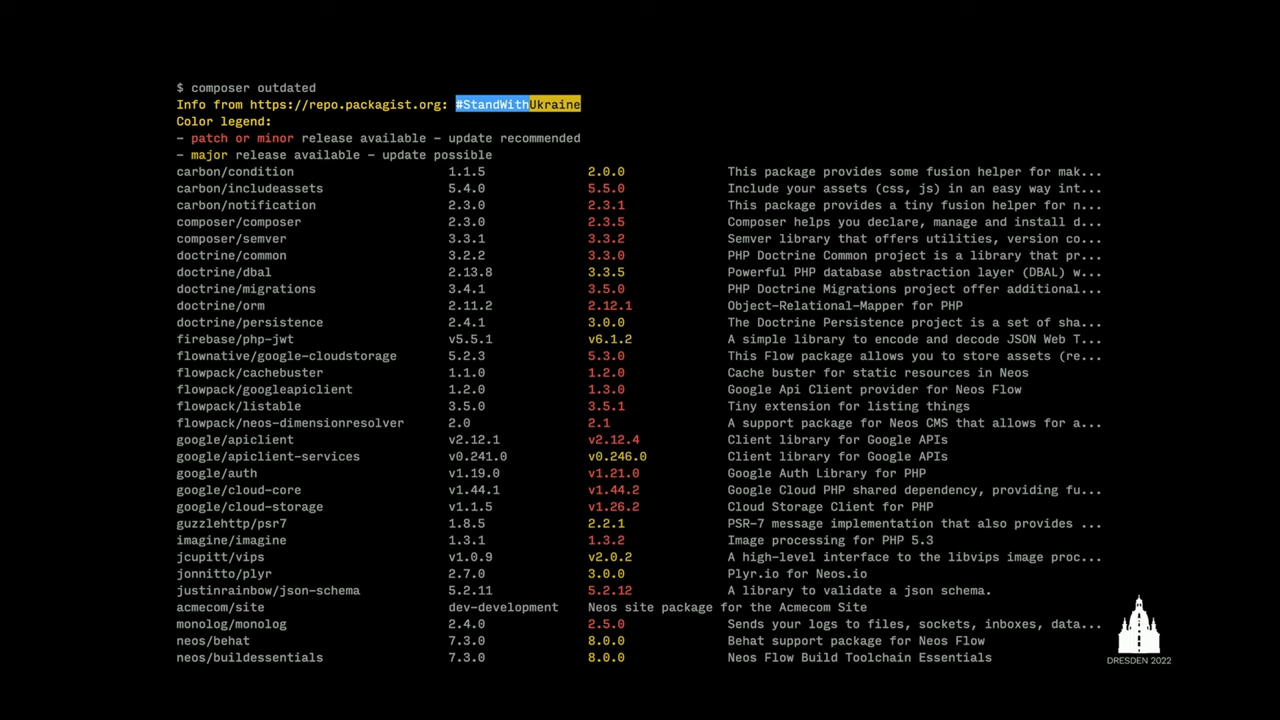 $ composer outdated
Info from https://repo.packagist.org: #StandWithUkraine
Color legend:
- patch or minor release available - update recommended
- major release available - update possible
carbon/condition 1.1.5 2.0.0 This package provides some fusion helper for mak...
carbon/includeassets 5.4.0 5.5.0 Include your assets (css, js) in an easy way int...
carbon/notification 2.3.0 2.3.1 This package provides a tiny fusion helper for n...
composer/composer 2.3.0 2.3.5 Composer helps you declare, manage and install d...
composer/semver 3.3.1 3.3.2 Semver library that offers utilities, version co...
doctrine/common 3.2.2 3.3.0 PHP Doctrine Common project is a library that pr...
doctrine/dbal 2.13.8 3.3.5 Powerful PHP database abstraction layer (DBAL) w...
doctrine/migrations 3.4.1 3.5.0 PHP Doctrine Migrations project offer additional...
doctrine/orm 2.11.2 2.12.1 Object-Relational-Mapper for PHP
doctrine/persistence 2.4.1 3.0.0 The Doctrine Persistence project is a set of sha...
firebase/php-jwt v5.5.1 v6.1.2 A simple library to encode and decode JSON Web T...
flownative/google-cloudstorage 5.2.3 5.3.0 This Flow package allows you to store assets (re...
flowpack/cachebuster 1.1.0 1.2.0 Cache buster for static resources in Neos
flowpack/googleapiclient 1.2.0 1.3.0 Google Api Client provider for Neos Flow
flowpack/listable 3.5.0 3.5.1 Tiny extension for listing things
flowpack/neos-dimensionresolver 2.0 2.1 A support package for Neos CMS that allows for a...
google/apiclient v2.12.1 v2.12.4 Client library for Google APIs
google/apiclient-services v0.241.0 v0.246.0 Client library for Google APIs
google/auth v1.19.0 v1.21.0 Google Auth Library for PHP
google/cloud-core v1.44.1 v1.44.2 Google Cloud PHP shared dependency, providing fu...
google/cloud-storage v1.1.5 v1.26.2 Cloud Storage Client for PHP
guzzlehttp/psr7 1.8.5 2.2.1 PSR-7 message implementation that also provides ...
imagine/imagine 1.3.1 1.3.2 Image processing for PHP 5.3
jcupitt/vips v1.0.9 v2.0.2 A high-level interface to the libvips image proc...
jonnitto/plyr 2.7.0 3.0.0 Plyr.io for Neos.io
justinrainbow/json-schema 5.2.11 5.2.12 A library to validate a json schema.
acmecom/site dev-development Neos site package for the Acmecom Site
monolog/monolog 2.4.0 2.5.0 Sends your logs to files, sockets, inboxes, data...
neos/behat 7.3.0 8.0.0 Behat support package for Neos Flow
neos/buildessentials 7.3.0 8.0.0 Neos Flow Build Toolchain Essentials
DRESDEN 2022